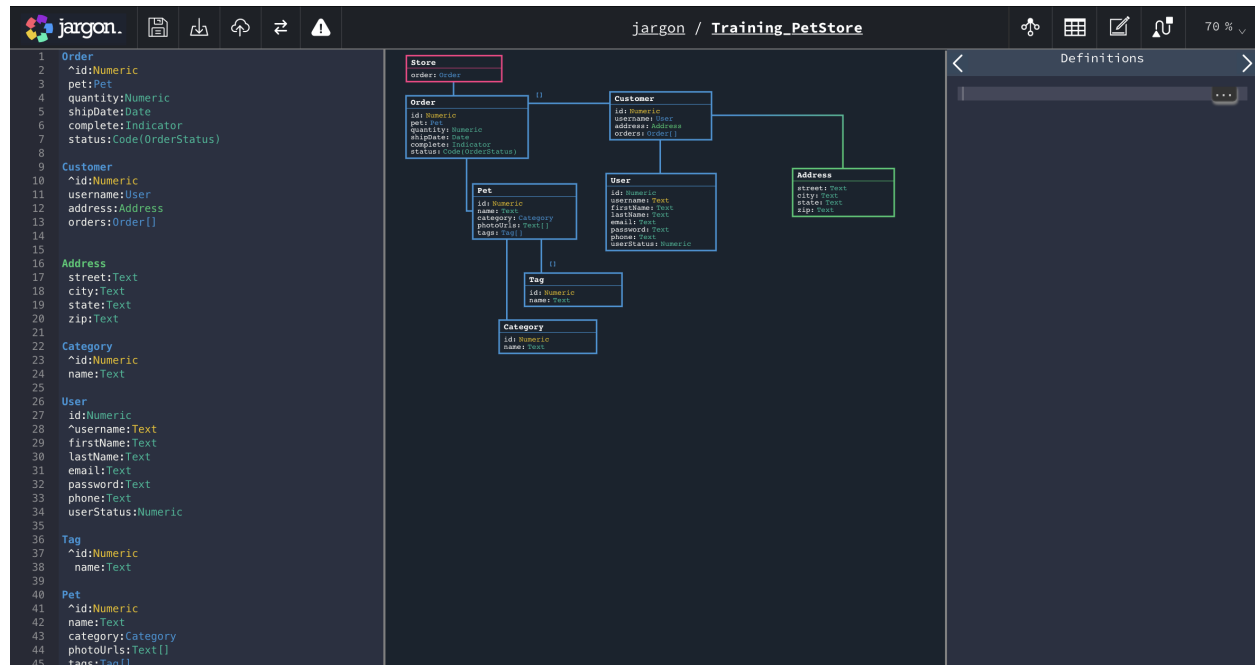 jargon.
jargon / Training_PetStore
70 %
1 Order
2 ^id:Numeric
3 pet:Pet
4 quantity:Numeric
5 shipDate:Date
6 complete:Indicator
7 status:Code(OrderStatus)
8
9 Customer
10 ^id:Numeric
11 username:User
12 address:Address
13 orders:Order[]
14
15
16 Address
17 street:Text
18 city:Text
19 state:Text
20 zip:Text
21
22 Category
23 ^id:Numeric
24 name:Text
25
26 User
27 id:Numeric
28 ^username:Text
29 firstName:Text
30 lastName:Text
31 email:Text
32 password:Text
33 phone:Text
34 userStatus:Numeric
35
36 Tag
37 ^id:Numeric
38 name:Text
39
40 Pet
41 ^id:Numeric
42 name:Text
43 category:Category
44 photoUrls:Text[]
45 tags:Tag[]
Store
order: Order
[]
Order
id: Numeric
pet: Pet
quantity: Numeric
shipDate: Date
complete: Indicator
status: Code(OrderStatus)
Customer
id: Numeric
username: User
address: Address
orders: Order[]
Address
street: Text
city: Text
state: Text
zip: Text
User
id: Numeric
username: Text
firstName: Text
lastName: Text
email: Text
password: Text
phone: Text
userStatus: Numeric
Pet
id: Numeric
name: Text
category: Category
photoUrls: Text[]
tags: Tag[]
[]
Tag
id: Numeric
name: Text
Category
id: Numeric
name: Text
Definitions
...